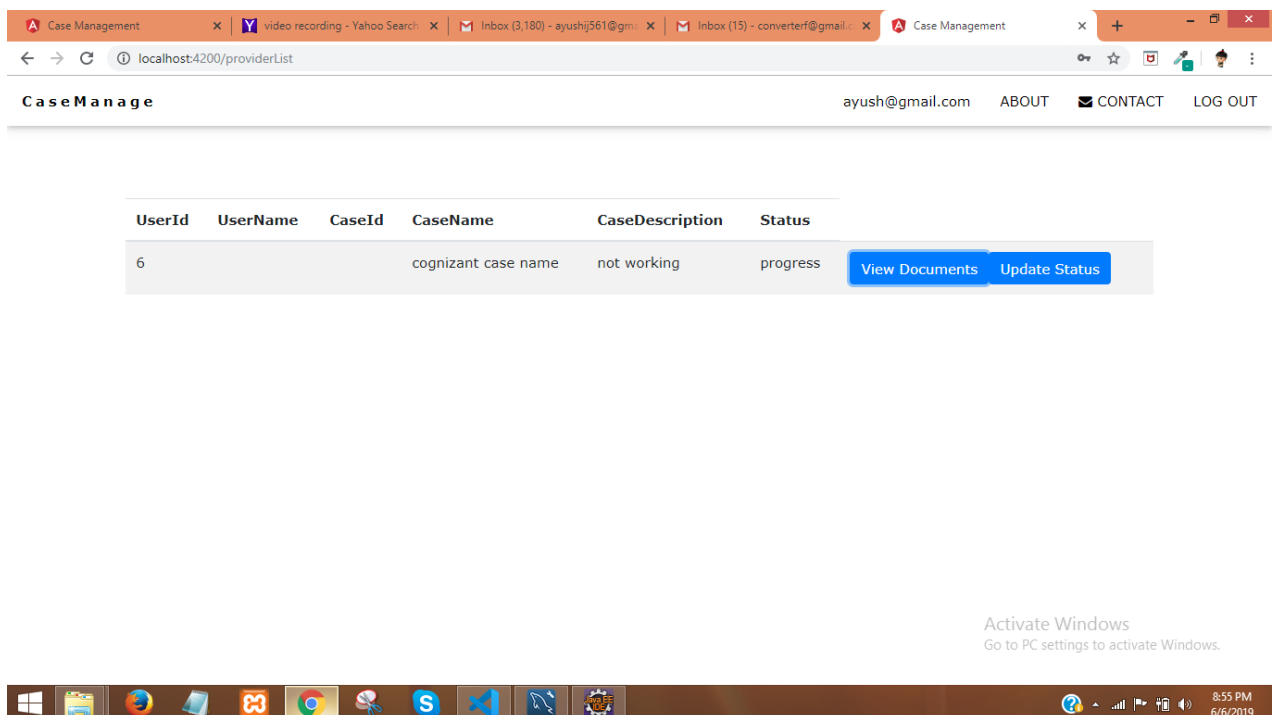 Case Management
video recording - Yahoo Search
Inbox (3,180) - ayushij561@gma
Inbox (15) - converterf@gmail.c
Case Management
localhost:4200/providerList
CaseManage
ayush@gmail.com ABOUT CONTACT LOG OUT
UserId UserName CaseId CaseName CaseDescription Status
6 cognizant case name not working progress View Documents Update Status
Activate Windows
Go to PC settings to activate Windows.
8:55 PM
6/6/2019